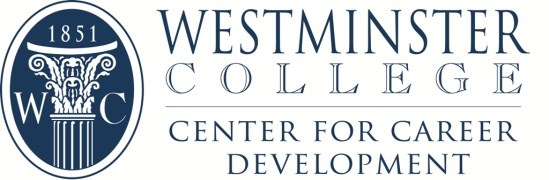 1851
W C
WESTMINSTER
COLLEGE
CENTER FOR CAREER
DEVELOPMENT